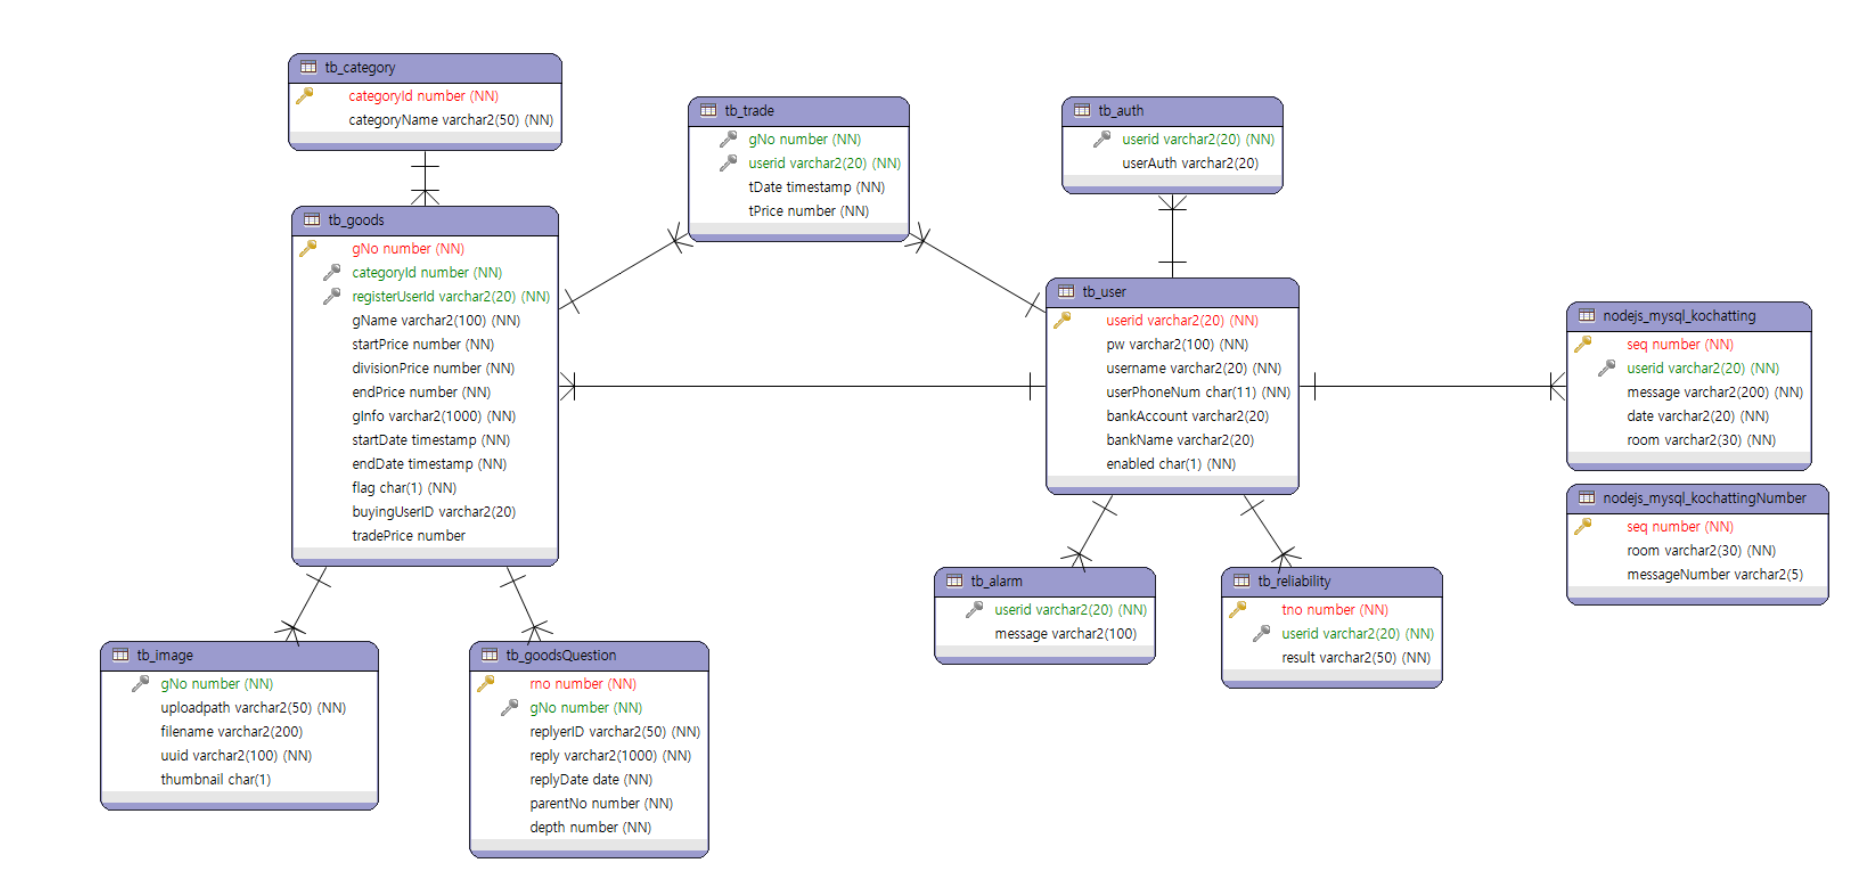 tb_category
categoryId number (NN)
categoryName varchar2(50) (NN)
tb_goods
gNo number (NN)
categoryId number (NN)
registerUserId varchar2(20) (NN)
gName varchar2(100) (NN)
startPrice number (NN)
divisionPrice number (NN)
endPrice number (NN)
gInfo varchar2(1000) (NN)
startDate timestamp (NN)
endDate timestamp (NN)
flag char(1) (NN)
buyingUserID varchar2(20)
tradePrice number
tb_image
gNo number (NN)
uploadpath varchar2(50) (NN)
filename varchar2(200)
uuid varchar2(100) (NN)
thumbnail char(1)
tb_goodsQuestion
rno number (NN)
gNo number (NN)
replyerID varchar2(50) (NN)
reply varchar2(1000) (NN)
replyDate date (NN)
parentNo number (NN)
depth number (NN)
tb_trade
gNo number (NN)
userid varchar2(20) (NN)
tDate timestamp (NN)
tPrice number (NN)
tb_auth
userid varchar2(20) (NN)
userAuth varchar2(20)
tb_user
userid varchar2(20) (NN)
pw varchar2(100) (NN)
username varchar2(20) (NN)
userPhoneNum char(11) (NN)
bankAccount varchar2(20)
bankName varchar2(20)
enabled char(1) (NN)
tb_alarm
userid varchar2(20) (NN)
message varchar2(100)
tb_reliability
tno number (NN)
userid varchar2(20) (NN)
result varchar2(50) (NN)
nodejs_mysql_kochatting
seq number (NN)
userid varchar2(20) (NN)
message varchar2(200) (NN)
date varchar2(20) (NN)
room varchar2(30) (NN)
nodejs_mysql_kochattingNumber
seq number (NN)
room varchar2(30) (NN)
messageNumber varchar2(5)